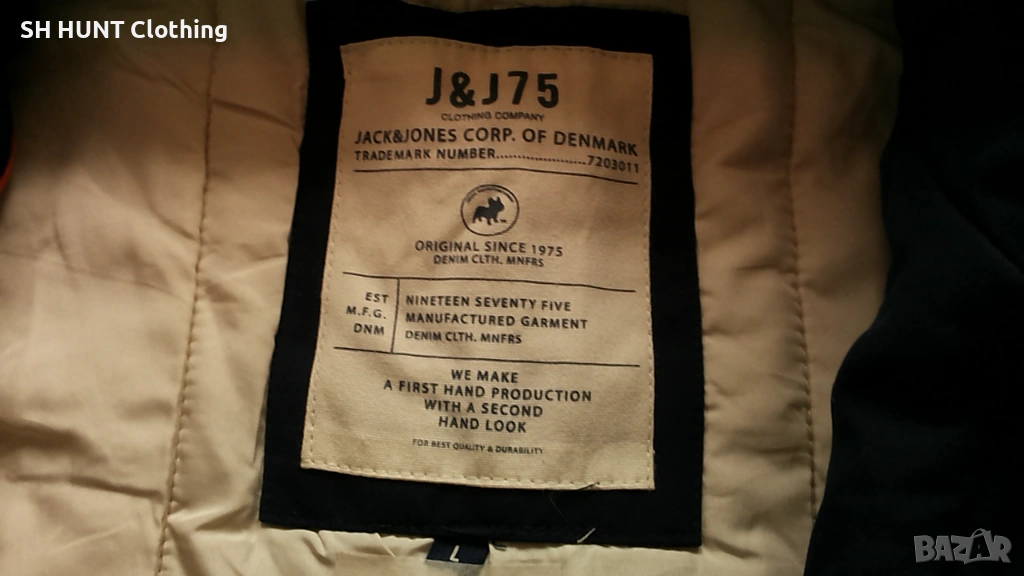 SH HUNT Clothing
J&J75
CLOTHING COMPANY
JACK&JONES CORP. OF DENMARK
TRADEMARK NUMBER......................7203011
ORIGINAL SINCE 1975
DENIM CLTH. MNFRS
EST
M.F.G.
DNM
NINETEEN SEVENTY FIVE
MANUFACTURED GARMENT
DENIM CLTH. MNFRS
WE MAKE
A FIRST HAND PRODUCTION
WITH A SECOND
HAND LOOK
FOR BEST QUALITY & DURABILITY
L
BAZAR